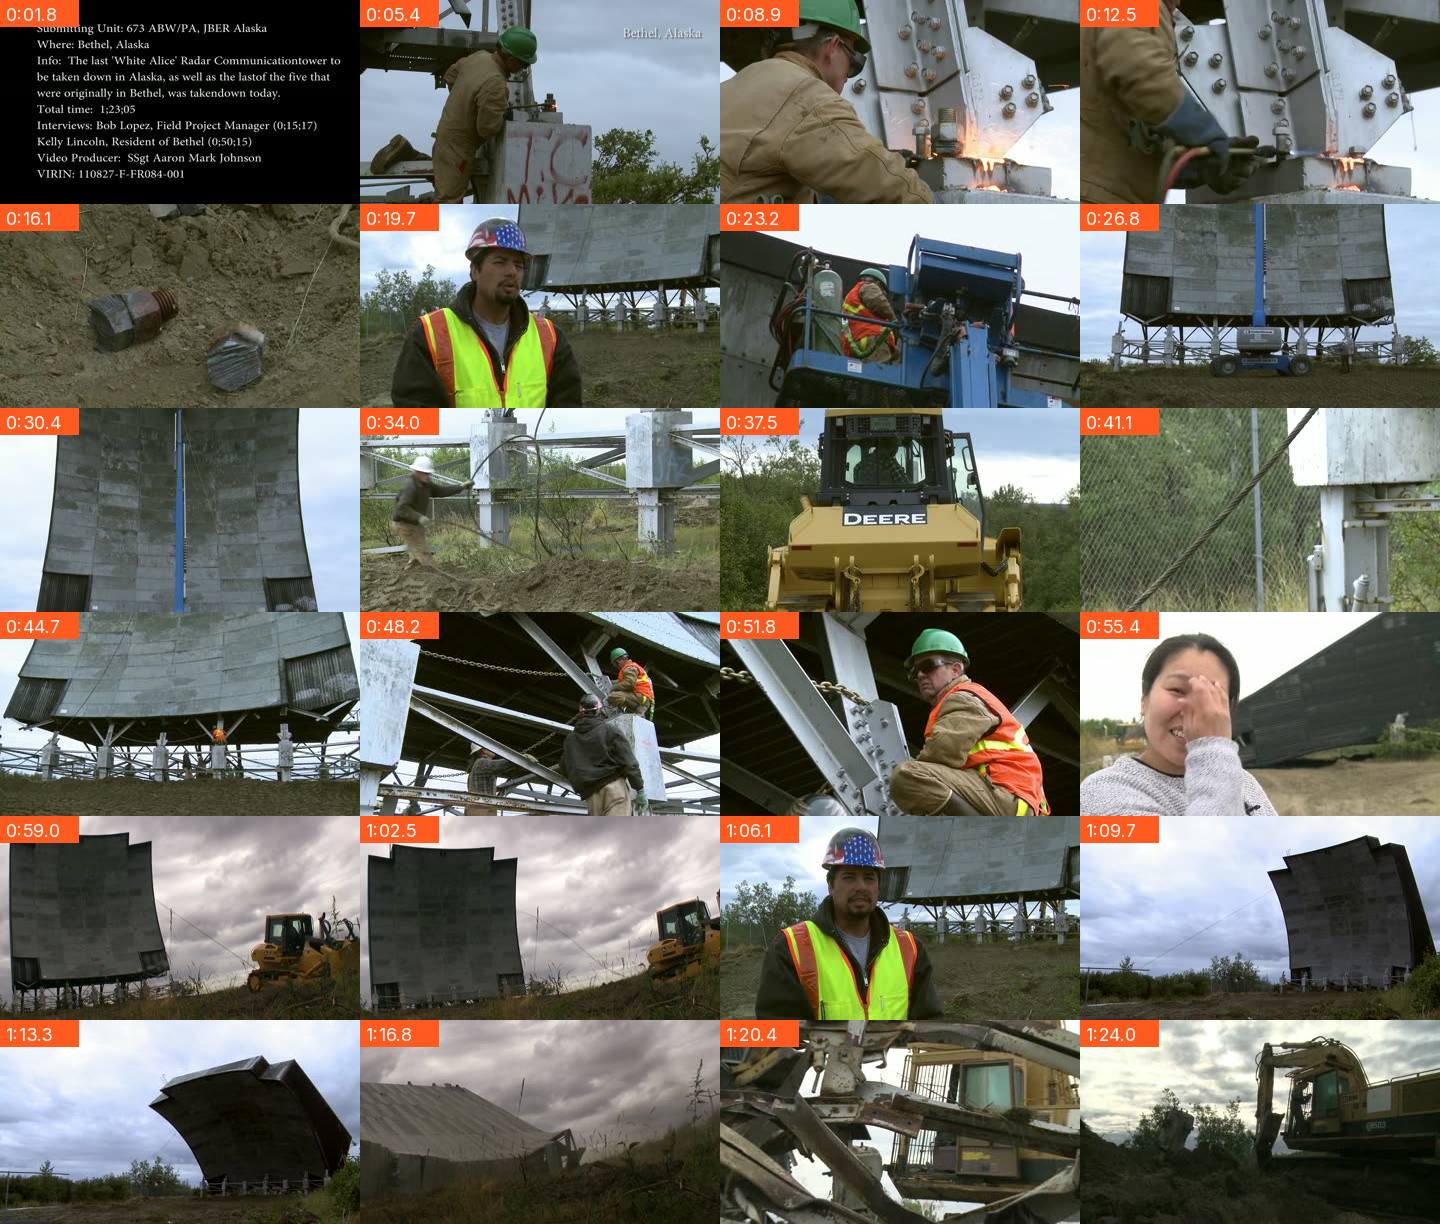 0:01.8
Submitting Unit: 673 ABW/PA, JBER Alaska
Where: Bethel, Alaska
Info: The last 'White Alice' Radar Communicationtower to
be taken down in Alaska, as well as the lastof the five that
were originally in Bethel, was takendown today.
Total time: 1;23;05
Interviews: Bob Lopez, Field Project Manager (0;15;17)
Kelly Lincoln, Resident of Bethel (0;50;15)
Video Producer: SSgt Aaron Mark Johnson
VIRIN: 110827-F-FR084-001
0:05.4
Bethel, Alaska
0:08.9
0:12.5
0:16.1
0:19.7
0:23.2
0:26.8
0:30.4
0:34.0
0:37.5
DEERE
0:41.1
0:44.7
0:48.2
0:51.8
0:55.4
0:59.0
1:02.5
1:06.1
1:09.7
1:13.3
1:16.8
1:20.4
1:24.0